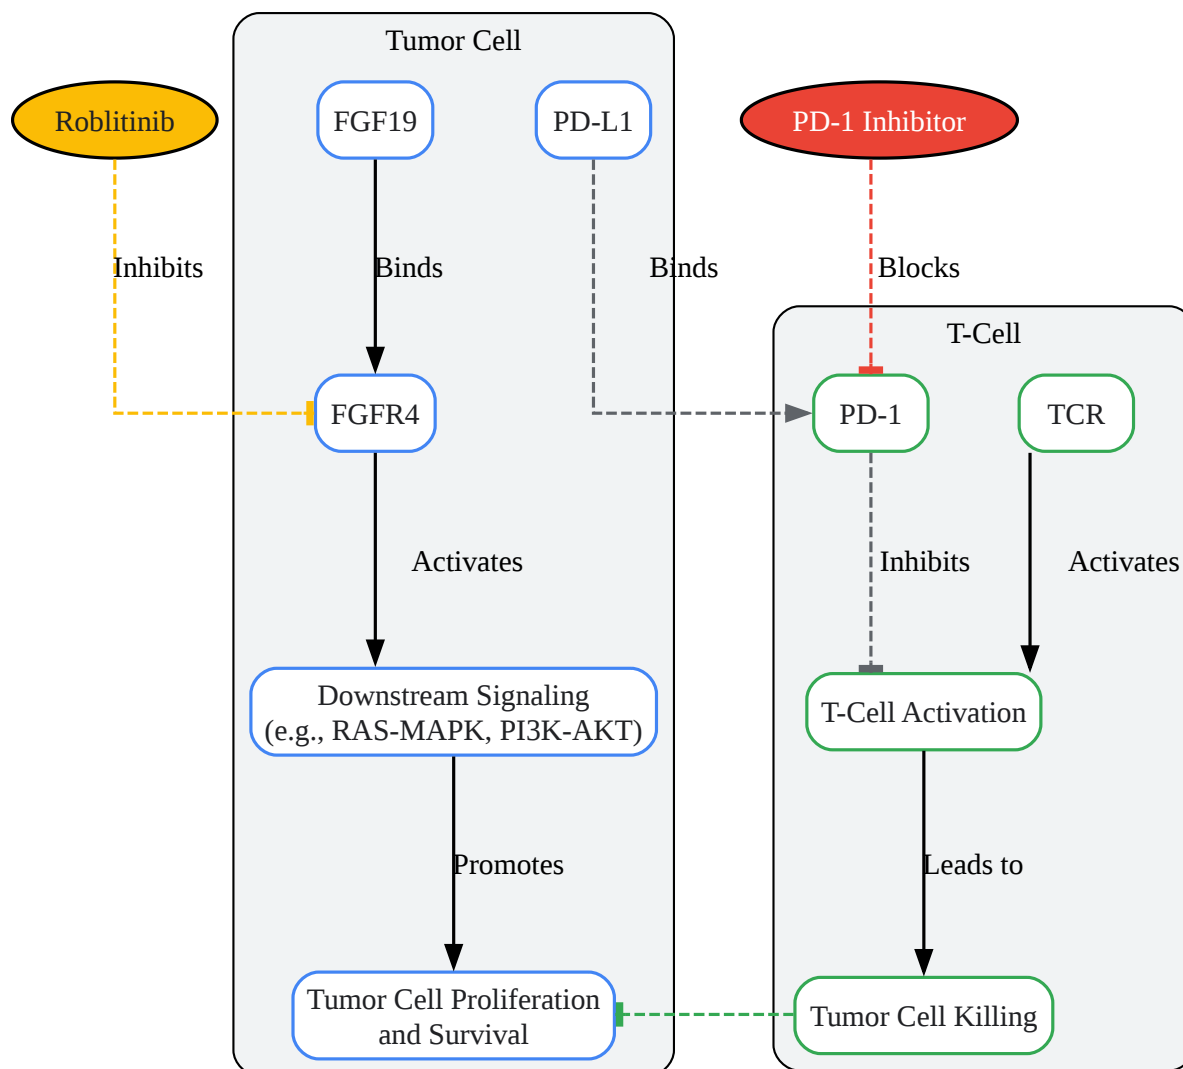 Tumor Cell
Roblitinib
FGF19
PD-L1
PD-1 Inhibitor
Inhibits
Binds
Binds
Blocks
T-Cell
FGFR4
PD-1
TCR
Activates
Inhibits
Activates
Downstream Signaling
(e.g., RAS-MAPK, PI3K-AKT)
T-Cell Activation
Promotes
Leads to
Tumor Cell Proliferation
and Survival
Tumor Cell Killing